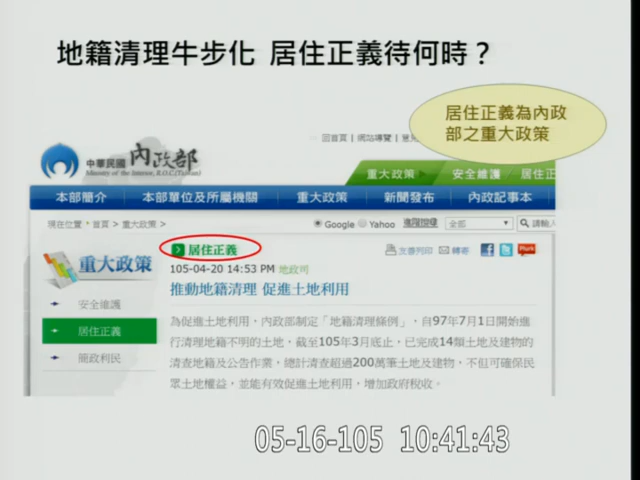 地籍清理牛步化 居住正義待何時？
居住正義為內政
部之重大政策
回首頁 | 網站導覽 |
中華民國 內政部
Ministry of the Interior, R.O.C.(Taiwan)
重大政策 安全維護 居住正
本部簡介 本部單位及所屬機關 重大政策 新聞發布 內政記事本
現在位置 首頁 > 重大政策 >
Google Yahoo 進階搜尋 全部 請輸入
居住正義
友善列印 轉寄
105-04-20 14:53 PM 地政司
重大政策
推動地籍清理 促進土地利用
安全維護
居住正義
簡政利民
為促進土地利用，內政部制定「地籍清理條例」，自97年7月1日開始進
行清理地籍不明的土地，截至105年3月底止，已完成14類土地及建物的
清查地籍及公告作業，總計清查超過200萬筆土地及建物，不但可確保民
眾土地權益，並能有效促進土地利用，增加政府稅收。
05-16-105 10:41:43